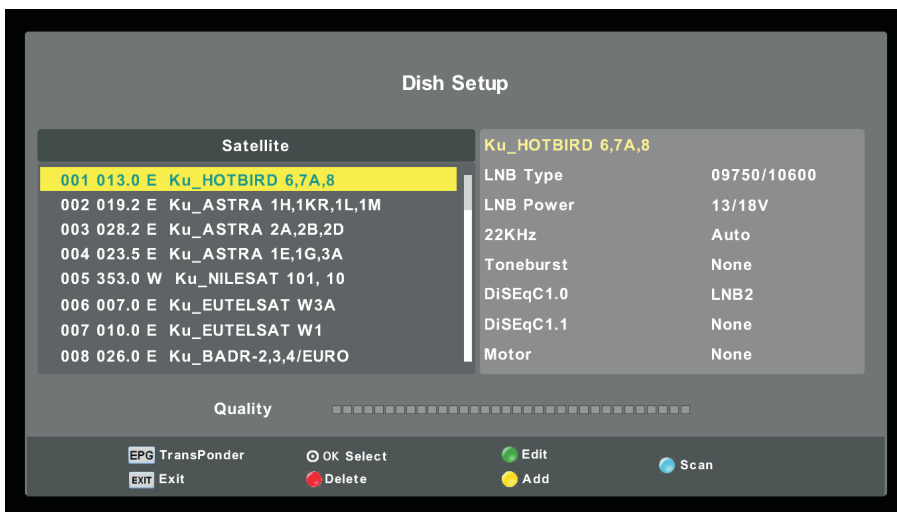 Dish Setup
Satellite
001 013.0 E Ku_HOTBIRD 6,7A,8
002 019.2 E Ku_ASTRA 1H,1KR,1L,1M
003 028.2 E Ku_ASTRA 2A,2B,2D
004 023.5 E Ku_ASTRA 1E,1G,3A
005 353.0 W Ku_NILESAT 101, 10
006 007.0 E Ku_EUTELSAT W3A
007 010.0 E Ku_EUTELSAT W1
008 026.0 E Ku_BADR-2,3,4/EURO
Ku_HOTBIRD 6,7A,8
LNB Type 09750/10600
LNB Power 13/18V
22KHz Auto
Toneburst None
DiSEqC1.0 LNB2
DiSEqC1.1 None
Motor None
Quality
EPG TransPonder OK Select Edit Scan
EXIT Exit Delete Add